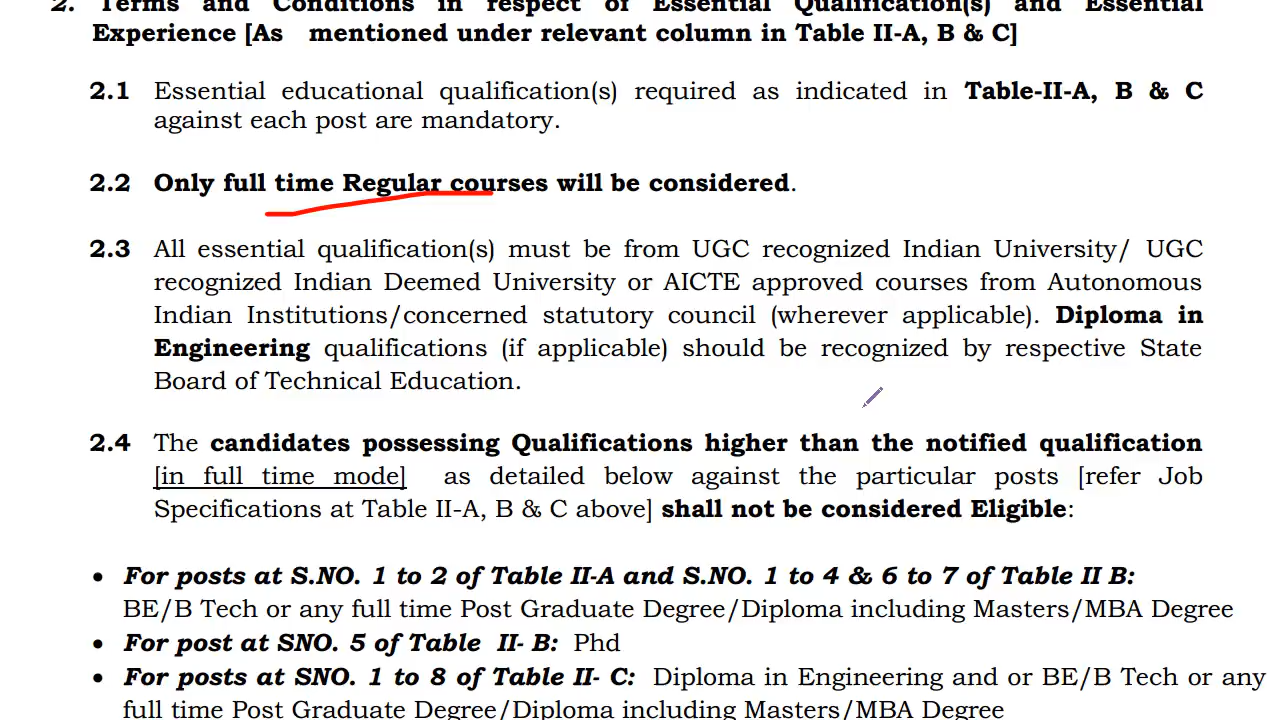 2. Terms and Conditions in respect of Essential Qualification(s) and Essential
Experience [As mentioned under relevant column in Table II-A, B & C]
2.1 Essential educational qualification(s) required as indicated in Table-II-A, B & C
against each post are mandatory.
2.2 Only full time Regular courses will be considered.
2.3 All essential qualification(s) must be from UGC recognized Indian University/ UGC
recognized Indian Deemed University or AICTE approved courses from Autonomous
Indian Institutions/concerned statutory council (wherever applicable). Diploma in
Engineering qualifications (if applicable) should be recognized by respective State
Board of Technical Education.
2.4 The candidates possessing Qualifications higher than the notified qualification
[in full time mode] as detailed below against the particular posts [refer Job
Specifications at Table II-A, B & C above] shall not be considered Eligible:
• For posts at S.NO. 1 to 2 of Table II-A and S.NO. 1 to 4 & 6 to 7 of Table II B:
BE/B Tech or any full time Post Graduate Degree/Diploma including Masters/MBA Degree
• For post at SNO. 5 of Table II- B: Phd
• For posts at SNO. 1 to 8 of Table II- C: Diploma in Engineering and or BE/B Tech or any
full time Post Graduate Degree/Diploma including Masters/MBA Degree